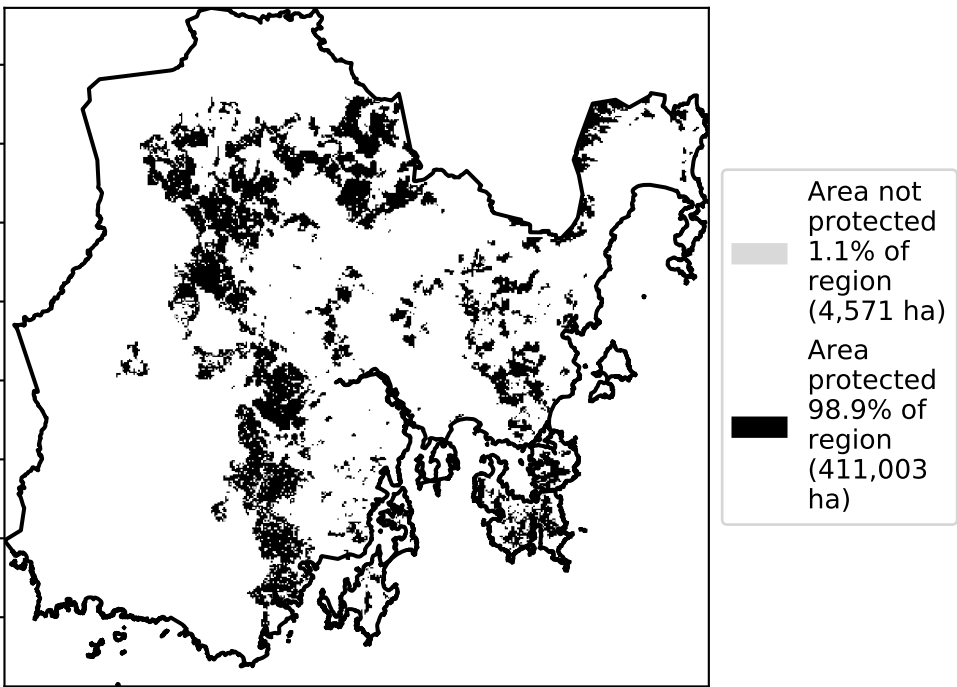 Area not
protected
1.1% of
region
(4,571 ha)
Area
protected
98.9% of
region
(411,003
ha)